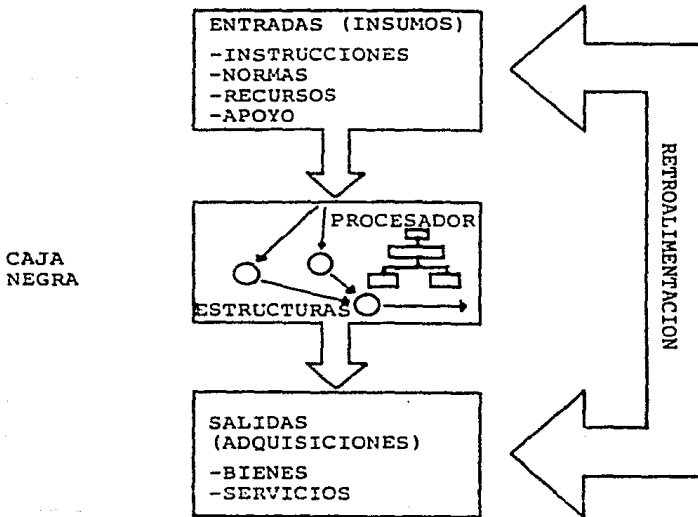 ENTRADAS (INSUMOS)
-INSTRUCCIONES
-NORMAS
-RECURSOS
-APOYO
RETROALIMENTACION
PROCESADOR
CAJA
NEGRA
ESTRUCTURAS
SALIDAS
(ADQUISICIONES)
-BIENES
-SERVICIOS